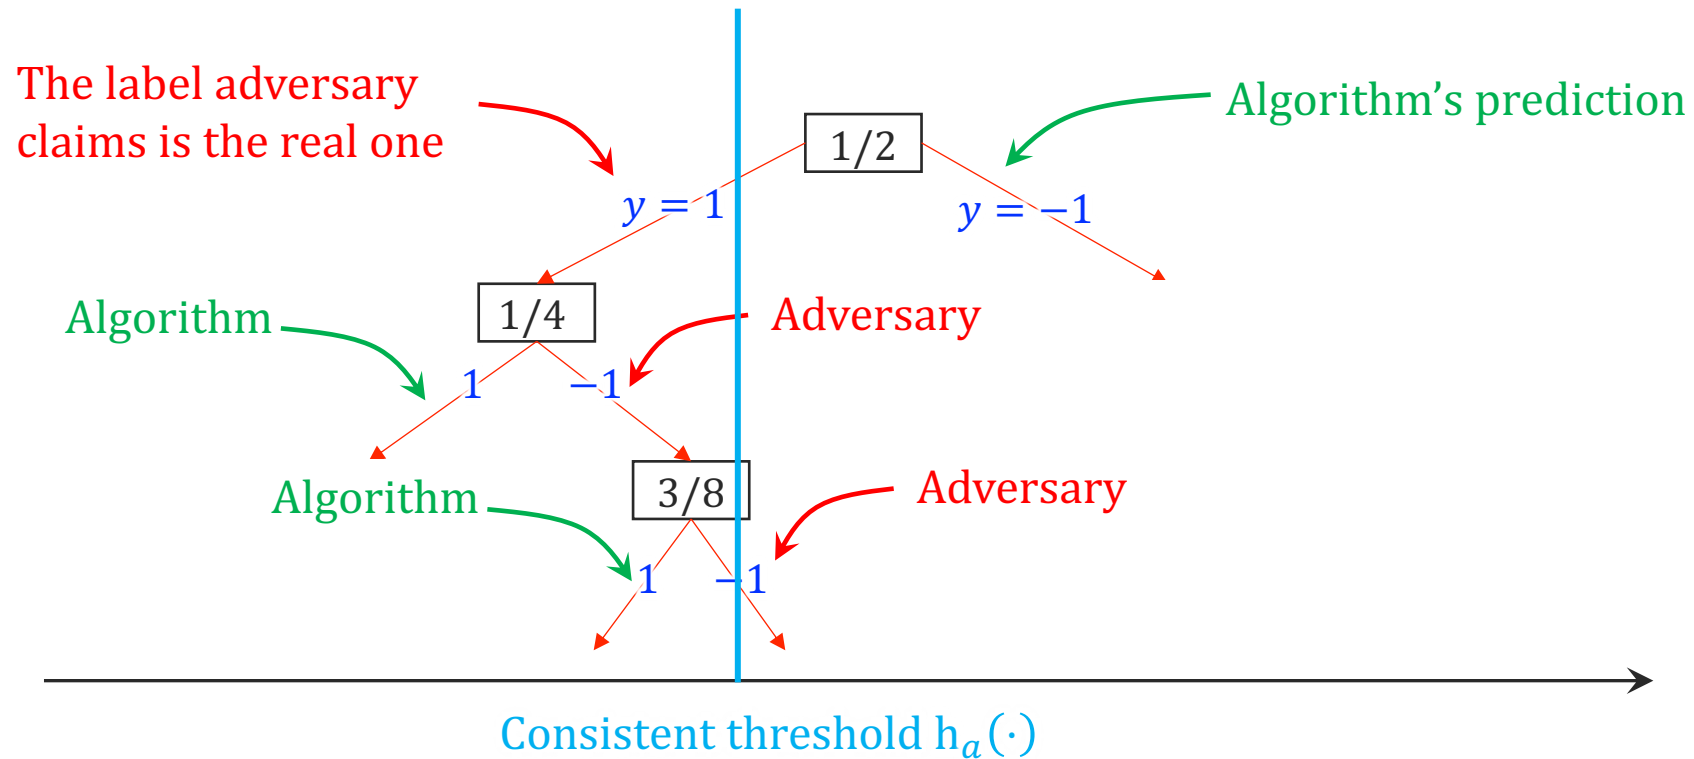 The label adversary
claims is the real one
Algorithm’s prediction
1/2
y = 1
y = −1
1/4
Algorithm
Adversary
1
−1
3/8
Algorithm
Adversary
1
−1
Consistent threshold hₐ(⋅)